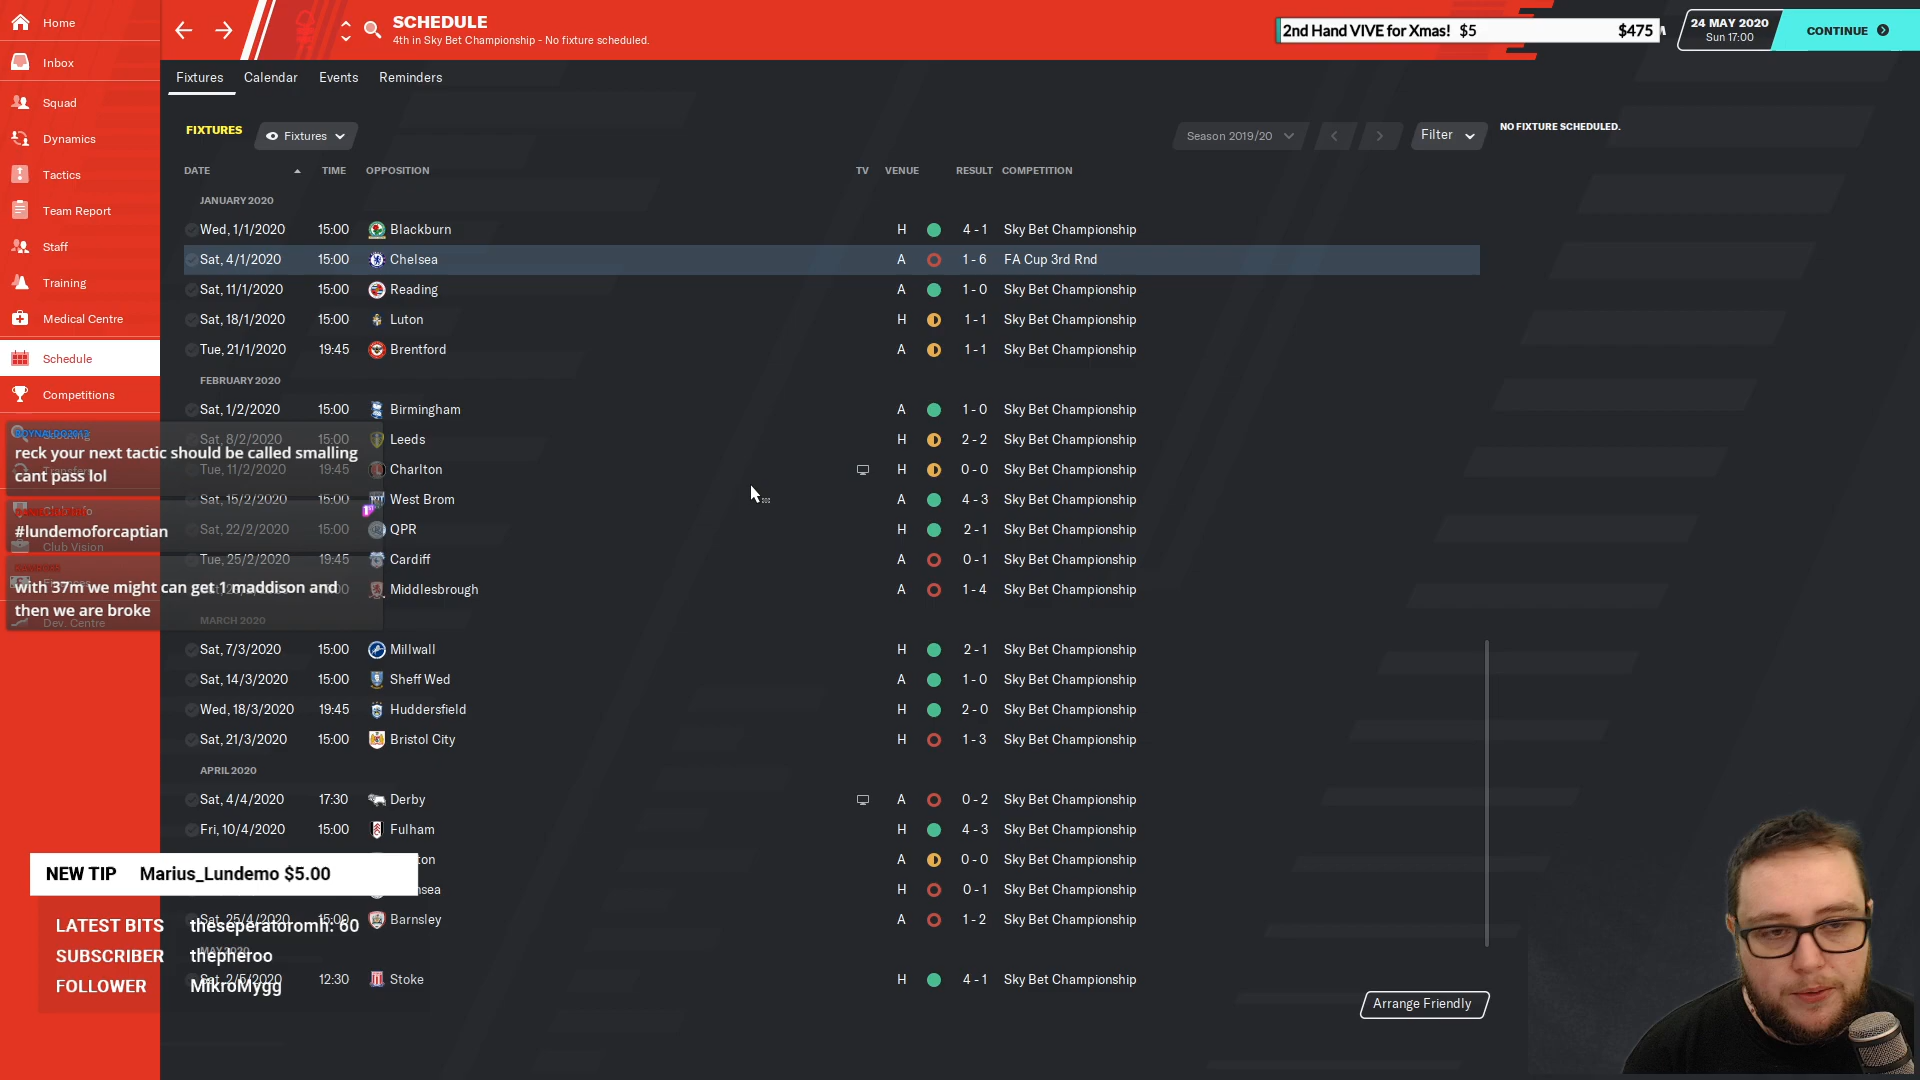 Home
Inbox
Squad
Dynamics
Tactics
Team Report
Staff
Training
Medical Centre
Schedule
Competitions
SCHEDULE
4th in Sky Bet Championship - No fixture scheduled.
2nd Hand VIVE for Xmas! $5 $475
24 MAY 2020
Sun 17:00
CONTINUE
Fixtures Calendar Events Reminders
FIXTURES Fixtures Season 2019/20 Filter
NO FIXTURE SCHEDULED.
DATE TIME OPPOSITION TV VENUE RESULT COMPETITION
JANUARY 2020
Wed, 1/1/2020 15:00 Blackburn H 4 - 1 Sky Bet Championship
Sat, 4/1/2020 15:00 Chelsea A 1 - 6 FA Cup 3rd Rnd
Sat, 11/1/2020 15:00 Reading A 1 - 0 Sky Bet Championship
Sat, 18/1/2020 15:00 Luton H 1 - 1 Sky Bet Championship
Tue, 21/1/2020 19:45 Brentford A 1 - 1 Sky Bet Championship
FEBRUARY 2020
Sat, 1/2/2020 15:00 Birmingham A 1 - 0 Sky Bet Championship
Sat, 8/2/2020 15:00 Leeds H 2 - 2 Sky Bet Championship
Tue, 11/2/2020 19:45 Charlton H 0 - 0 Sky Bet Championship
Sat, 15/2/2020 15:00 West Brom A 4 - 3 Sky Bet Championship
Sat, 22/2/2020 15:00 QPR H 2 - 1 Sky Bet Championship
Tue, 25/2/2020 19:45 Cardiff A 0 - 1 Sky Bet Championship
Middlesbrough A 1 - 4 Sky Bet Championship
MARCH 2020
Sat, 7/3/2020 15:00 Millwall H 2 - 1 Sky Bet Championship
Sat, 14/3/2020 15:00 Sheff Wed A 1 - 0 Sky Bet Championship
Wed, 18/3/2020 19:45 Huddersfield H 2 - 0 Sky Bet Championship
Sat, 21/3/2020 15:00 Bristol City H 1 - 3 Sky Bet Championship
APRIL 2020
Sat, 4/4/2020 17:30 Derby A 0 - 2 Sky Bet Championship
Fri, 10/4/2020 15:00 Fulham H 4 - 3 Sky Bet Championship
ton A 0 - 0 Sky Bet Championship
sea H 0 - 1 Sky Bet Championship
Sat, 25/4/2020 15:00 Barnsley A 1 - 2 Sky Bet Championship
MAY 2020
Sat, 2/5/2020 12:30 Stoke H 4 - 1 Sky Bet Championship
Arrange Friendly
reck your next tactic should be called smalling
cant pass lol
#lundemoforcaptian
Club Vision
with 37m we might can get 1 maddison and
then we are broke
Dev. Centre
NEW TIP Marius_Lundemo $5.00
LATEST BITS theseperatoromh: 60
SUBSCRIBER thepheroo
FOLLOWER MikroMygg